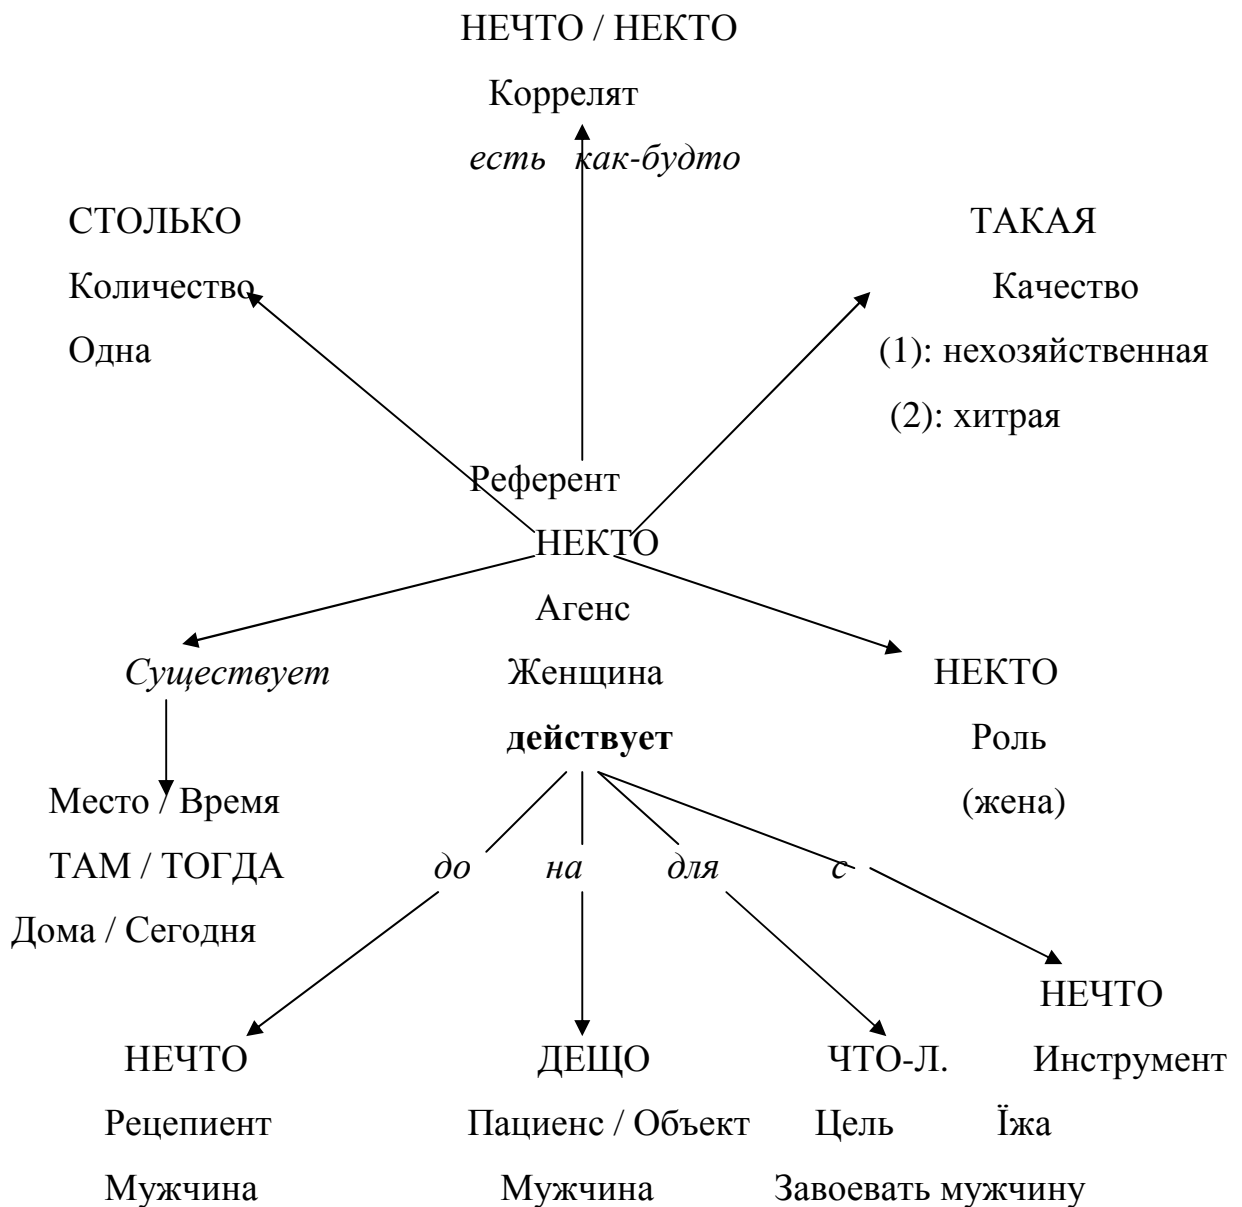 НЕЧТО / НЕКТО
Коррелят
есть как-будто
СТОЛЬКО
Количество
Одна
ТАКАЯ
Качество
(1): нехозяйственная
(2): хитрая
Референт
НЕКТО
Агенс
Женщина
действует
Существует
Место / Время
ТАМ / ТОГДА
Дома / Сегодня
НЕКТО
Роль
(жена)
до на для с
НЕЧТО
Рецепиент
Мужчина
ДЕЩО
Пациенс / Объект
Мужчина
ЧТО-Л.
Цель
Завоевать мужчину
НЕЧТО
Инструмент
Їжа